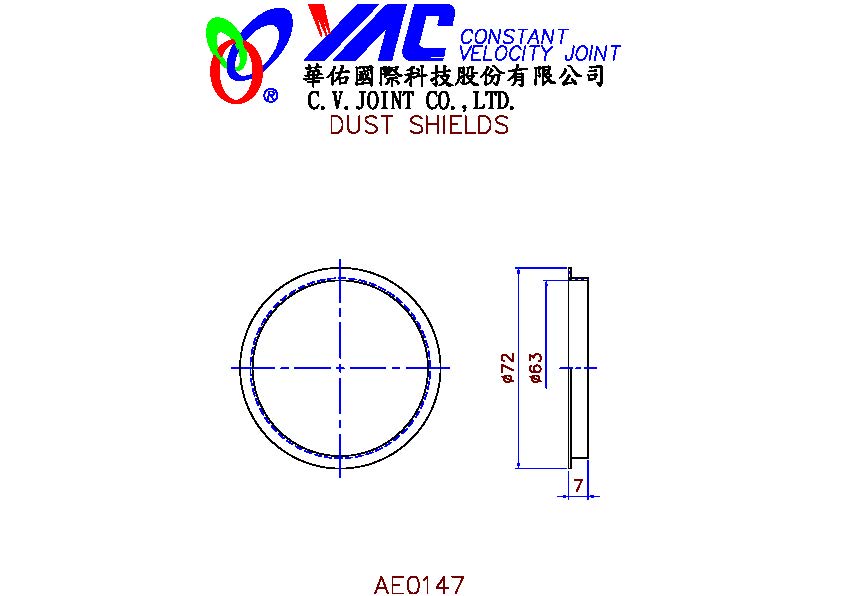 YAC CONSTANT
VELOCITY JOINT
®
華佑國際科技股份有限公司
C.V.JOINT CO.,LTD.
DUST SHIELDS
ø72
ø63
7
AE0147